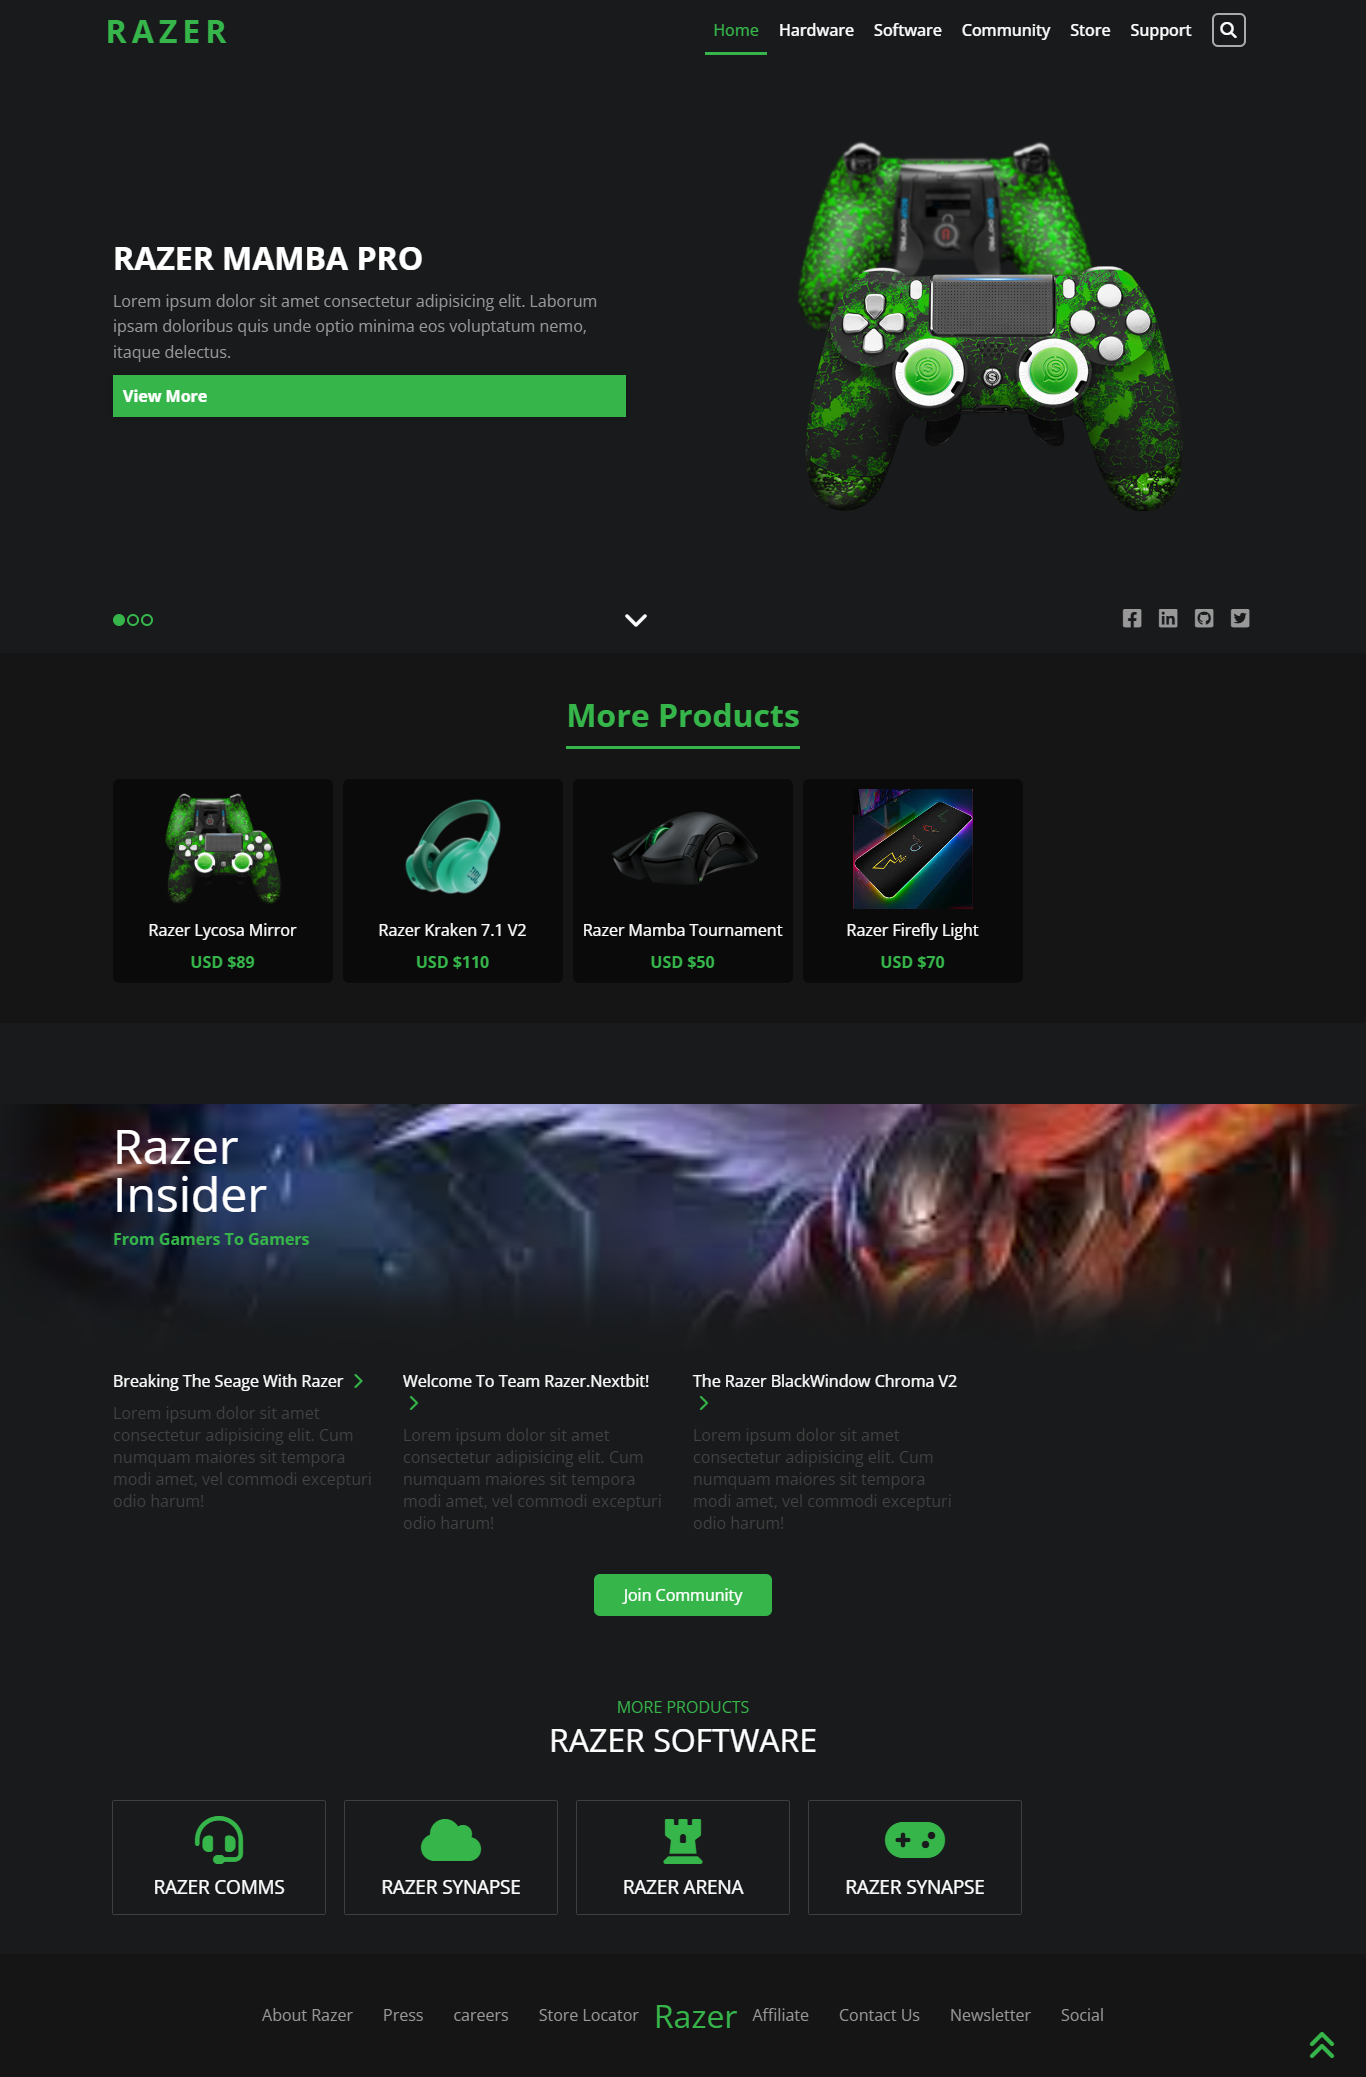 RAZER
Home Hardware Software Community Store Support
RAZER MAMBA PRO
Lorem ipsum dolor sit amet consectetur adipisicing elit. Laborum
ipsam doloribus quis unde optio minima eos voluptatum nemo,
itaque delectus.
View More
More Products
Razer Lycosa Mirror
USD $89
Razer Kraken 7.1 V2
USD $110
Razer Mamba Tournament
USD $50
Razer Firefly Light
USD $70
Razer
Insider
From Gamers To Gamers
Breaking The Seage With Razer
Lorem ipsum dolor sit amet
consectetur adipisicing elit. Cum
numquam maiores sit tempora
modi amet, vel commodi excepturi
odio harum!
Welcome To Team Razer.Nextbit!
Lorem ipsum dolor sit amet
consectetur adipisicing elit. Cum
numquam maiores sit tempora
modi amet, vel commodi excepturi
odio harum!
The Razer BlackWindow Chroma V2
Lorem ipsum dolor sit amet
consectetur adipisicing elit. Cum
numquam maiores sit tempora
modi amet, vel commodi excepturi
odio harum!
Join Community
MORE PRODUCTS
RAZER SOFTWARE
RAZER COMMS
RAZER SYNAPSE
RAZER ARENA
RAZER SYNAPSE
About Razer Press careers Store Locator Razer Affiliate Contact Us Newsletter Social